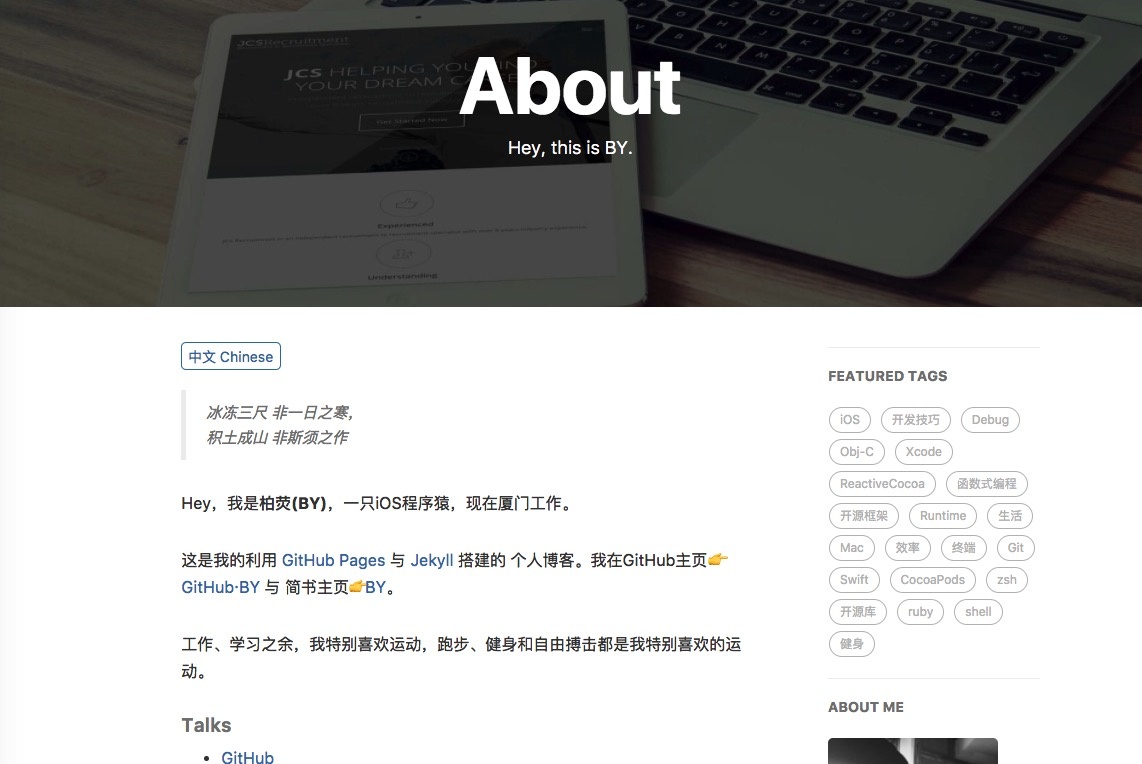 JCSRecruitment
JCS HELPING YOU FIND
YOUR DREAM CAREER
Get Started Now
About
Hey, this is BY.
Experienced
Understanding
中文 Chinese
冰冻三尺 非一日之寒,
积土成山 非斯须之作
Hey，我是柏荧(BY)，一只iOS程序猿，现在厦门工作。
这是我的利用 GitHub Pages 与 Jekyll 搭建的 个人博客。我在GitHub主页👉
GitHub·BY 与 简书主页👉BY。
工作、学习之余，我特别喜欢运动，跑步、健身和自由搏击都是我特别喜欢的运
动。
Talks
GitHub
FEATURED TAGS
iOS 开发技巧 Debug
Obj-C Xcode
ReactiveCocoa 函数式编程
开源框架 Runtime 生活
Mac 效率 终端 Git
Swift CocoaPods zsh
开源库 ruby shell
健身
ABOUT ME